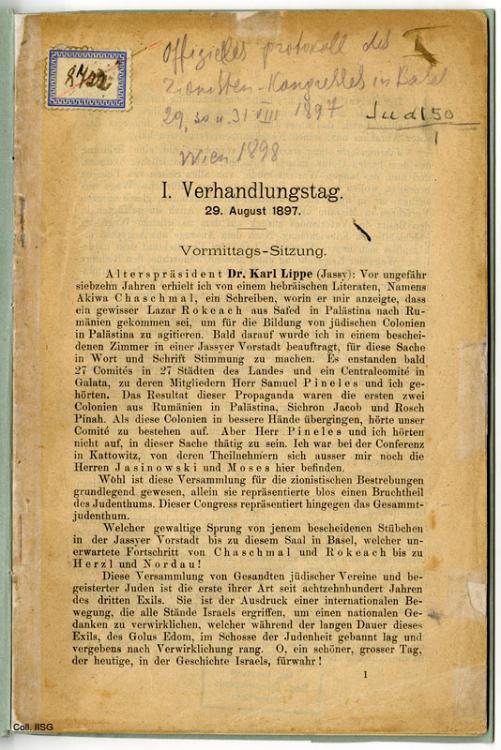 8722
Offizielles protokoll des
Zionisten-Kongresses in Basel
29, 30 u. 31 VIII 1897
Jud 150
1
Wien 1898
I. Verhandlungstag.
29. August 1897.
Vormittags-Sitzung.
Alterspräsident Dr. Karl Lippe (Jassy): Vor ungefähr
siebzehn Jahren erhielt ich von einem hebräischen Literaten, Namens
Akiwa Chaschmal, ein Schreiben, worin er mir anzeigte, dass
ein gewisser Lazar Rokeach aus Safed in Palästina nach Ru-
mänien gekommen sei, um für die Bildung von jüdischen Colonien
in Palästina zu agitieren. Bald darauf wurde ich in einem beschei-
denen Zimmer in einer Jassyer Vorstadt beauftragt, für diese Sache
in Wort und Schrift Stimmung zu machen. Es enstanden bald
27 Comités in 27 Städten des Landes und ein Centralcomité in
Galatz, zu deren Mitgliedern Herr Samuel Pineles und ich ge-
hörten. Das Resultat dieser Propaganda waren die ersten zwei
Colonien aus Rumänien in Palästina, Sichron Jacob und Rosch
Pinah. Als diese Colonien in bessere Hände übergingen, hörte unser
Comité zu bestehen auf. Aber Herr Pineles und ich hörten
nicht auf, in dieser Sache thätig zu sein. Ich war bei der Conferenz
in Kattowitz, von deren Theilnehmern sich ausser mir noch die
Herren Jasinowski und Moses hier befinden.
Wohl ist diese Versammlung für die zionistischen Bestrebungen
grundlegend gewesen, allein sie repräsentierte blos einen Bruchtheil
des Judenthums. Dieser Congress repräsentiert hingegen das Gesammt-
judenthum.
Welcher gewaltige Sprung von jenem bescheidenen Stübchen
in der Jassyer Vorstadt bis zu diesem Saal in Basel, welcher un-
erwartete Fortschritt von Chaschmal und Rokeach bis zu
Herzl und Nordau!
Diese Versammlung von Gesandten jüdischer Vereine und be-
geisterter Juden ist die erste ihrer Art seit achtzehnhundert Jahren
des dritten Exils. Sie ist der Ausdruck einer internationalen Be-
wegung, die alle Stände Israels ergriffen, um einen nationalen Ge-
danken zu verwirklichen, welcher während der langen Dauer dieses
Exils, des Golus Edom, im Schosse der Judenheit gebannt lag und
vergebens nach Verwirklichung rang. O, ein schöner, grosser Tag,
der heutige, in der Geschichte Israels, fürwahr!
1
Coll. IISG